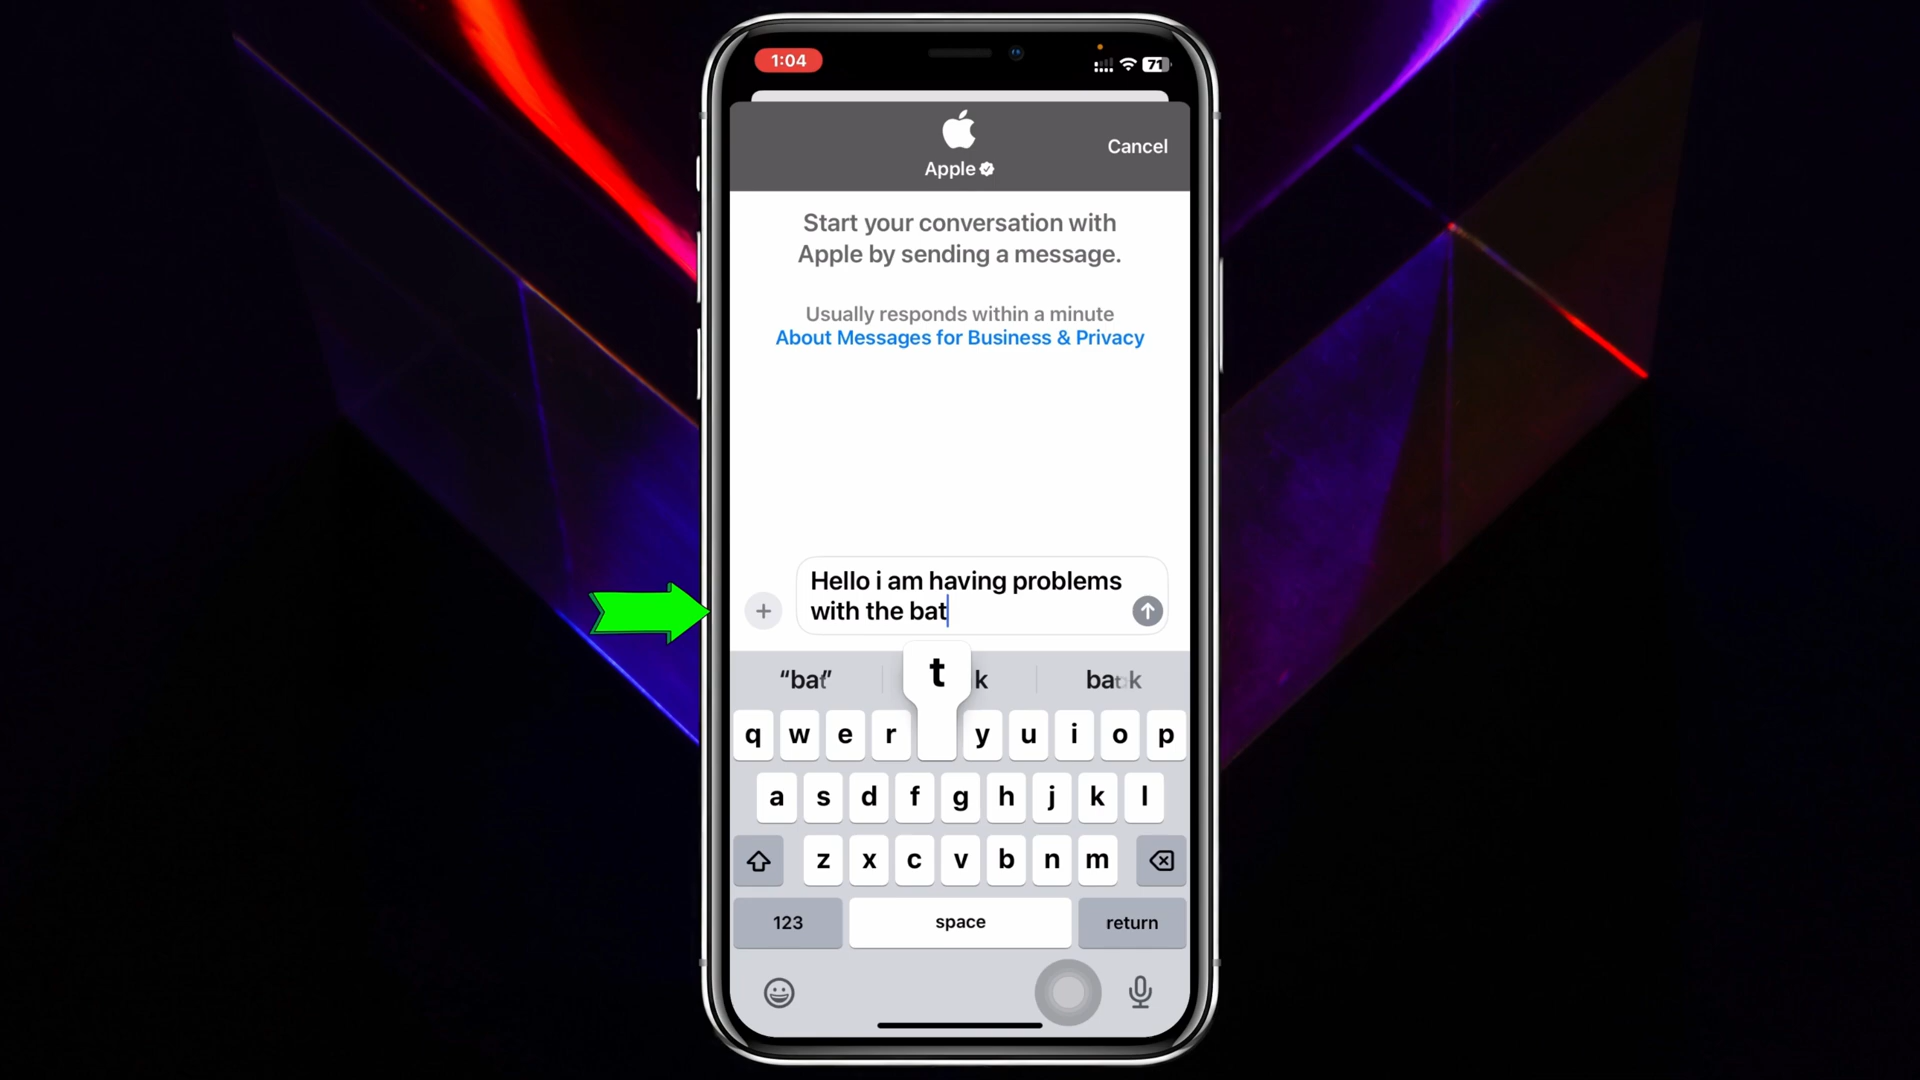 1:04
71
Cancel
Apple
Start your conversation with
Apple by sending a message.
Usually responds within a minute
About Messages for Business & Privacy
Hello i am having problems
with the bat
“bat” k
t
q w e r y u i o p
a s d f g h j k l
z x c v b n m
123 space return